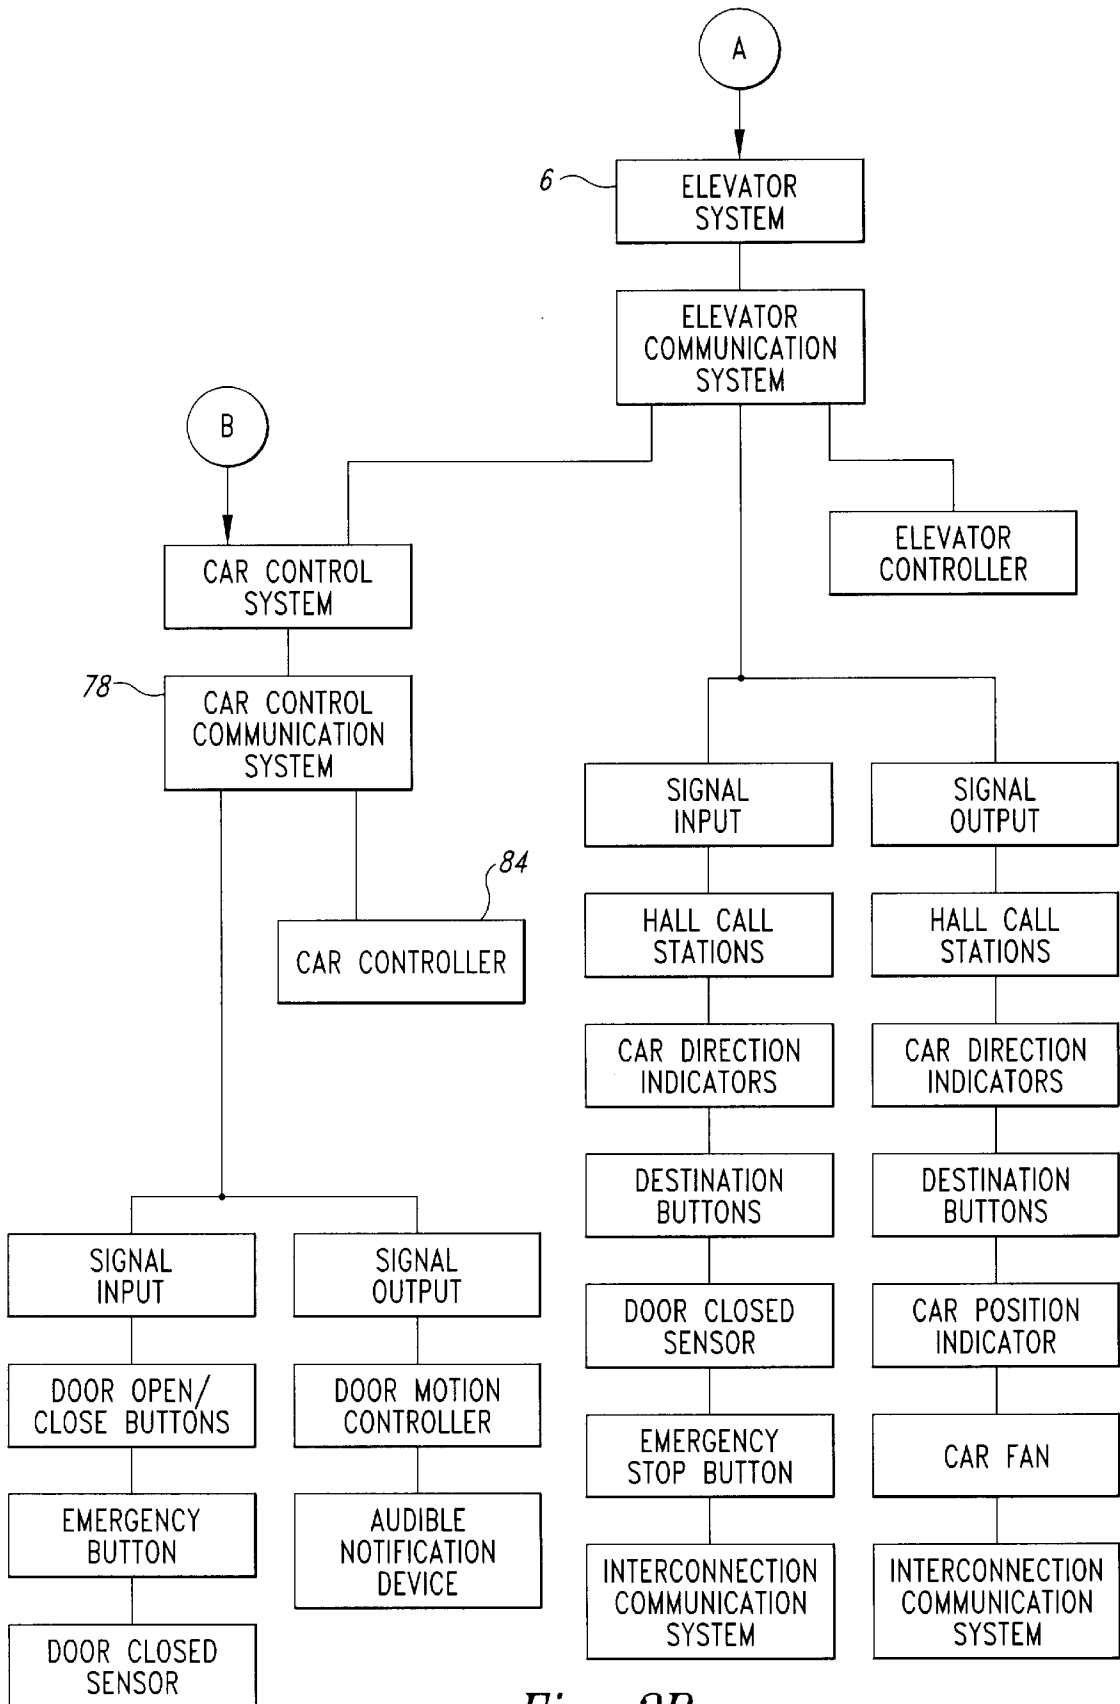 A
6
ELEVATOR
SYSTEM
ELEVATOR
COMMUNICATION
SYSTEM
B
ELEVATOR
CONTROLLER
CAR CONTROL
SYSTEM
78
CAR CONTROL
COMMUNICATION
SYSTEM
84
CAR CONTROLLER
SIGNAL
INPUT
HALL CALL
STATIONS
CAR DIRECTION
INDICATORS
DESTINATION
BUTTONS
DOOR CLOSED
SENSOR
EMERGENCY
STOP BUTTON
INTERCONNECTION
COMMUNICATION
SYSTEM
SIGNAL
OUTPUT
HALL CALL
STATIONS
CAR DIRECTION
INDICATORS
DESTINATION
BUTTONS
CAR POSITION
INDICATOR
CAR FAN
INTERCONNECTION
COMMUNICATION
SYSTEM
SIGNAL
INPUT
DOOR OPEN/
CLOSE BUTTONS
EMERGENCY
BUTTON
DOOR CLOSED
SENSOR
SIGNAL
OUTPUT
DOOR MOTION
CONTROLLER
AUDIBLE
NOTIFICATION
DEVICE